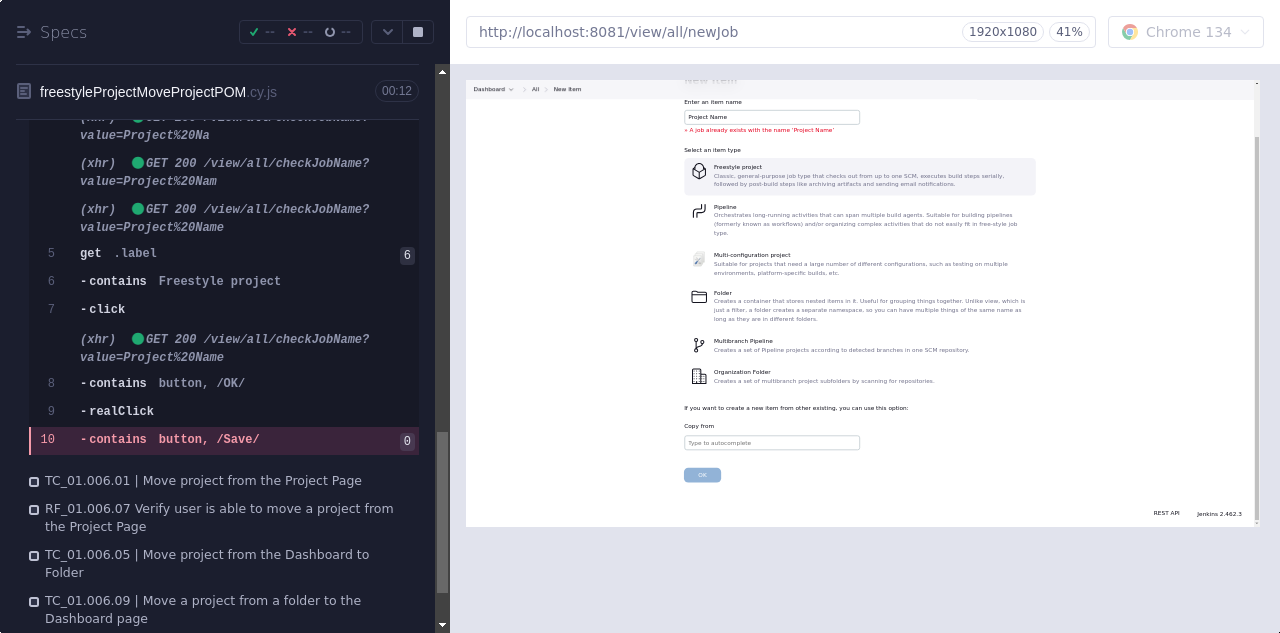 Specs
--
--
--
freestyleProjectMoveProjectPOM.cy.js
00:12
value=Project%20Na
(xhr) GET 200 /view/all/checkJobName?
value=Project%20Nam
(xhr) GET 200 /view/all/checkJobName?
value=Project%20Name
5 get .label 6
6 -contains Freestyle project
7 -click
(xhr) GET 200 /view/all/checkJobName?
value=Project%20Name
8 -contains button, /OK/
9 -realClick
10 -contains button, /Save/ 0
TC_01.006.01 | Move project from the Project Page
RF_01.006.07 Verify user is able to move a project from
the Project Page
TC_01.006.05 | Move project from the Dashboard to
Folder
TC_01.006.09 | Move a project from a folder to the
Dashboard page
http://localhost:8081/view/all/newJob
1920x1080
41%
Chrome 134
Dashboard
All
New Item
Enter an item name
Project Name
» A job already exists with the name 'Project Name'
Select an item type
Freestyle project
Classic, general-purpose job type that checks out from up to one SCM, executes build steps serially,
followed by post-build steps like archiving artifacts and sending email notifications.
Pipeline
Orchestrates long-running activities that can span multiple build agents. Suitable for building pipelines
(formerly known as workflows) and/or organizing complex activities that do not easily fit in free-style job
type.
Multi-configuration project
Suitable for projects that need a large number of different configurations, such as testing on multiple
environments, platform-specific builds, etc.
Folder
Creates a container that stores nested items in it. Useful for grouping things together. Unlike view, which is
just a filter, a folder creates a separate namespace, so you can have multiple things of the same name as
long as they are in different folders.
Multibranch Pipeline
Creates a set of Pipeline projects according to detected branches in one SCM repository.
Organization Folder
Creates a set of multibranch project subfolders by scanning for repositories.
If you want to create a new item from other existing, you can use this option:
Copy from
Type to autocomplete
OK
REST API
Jenkins 2.462.3